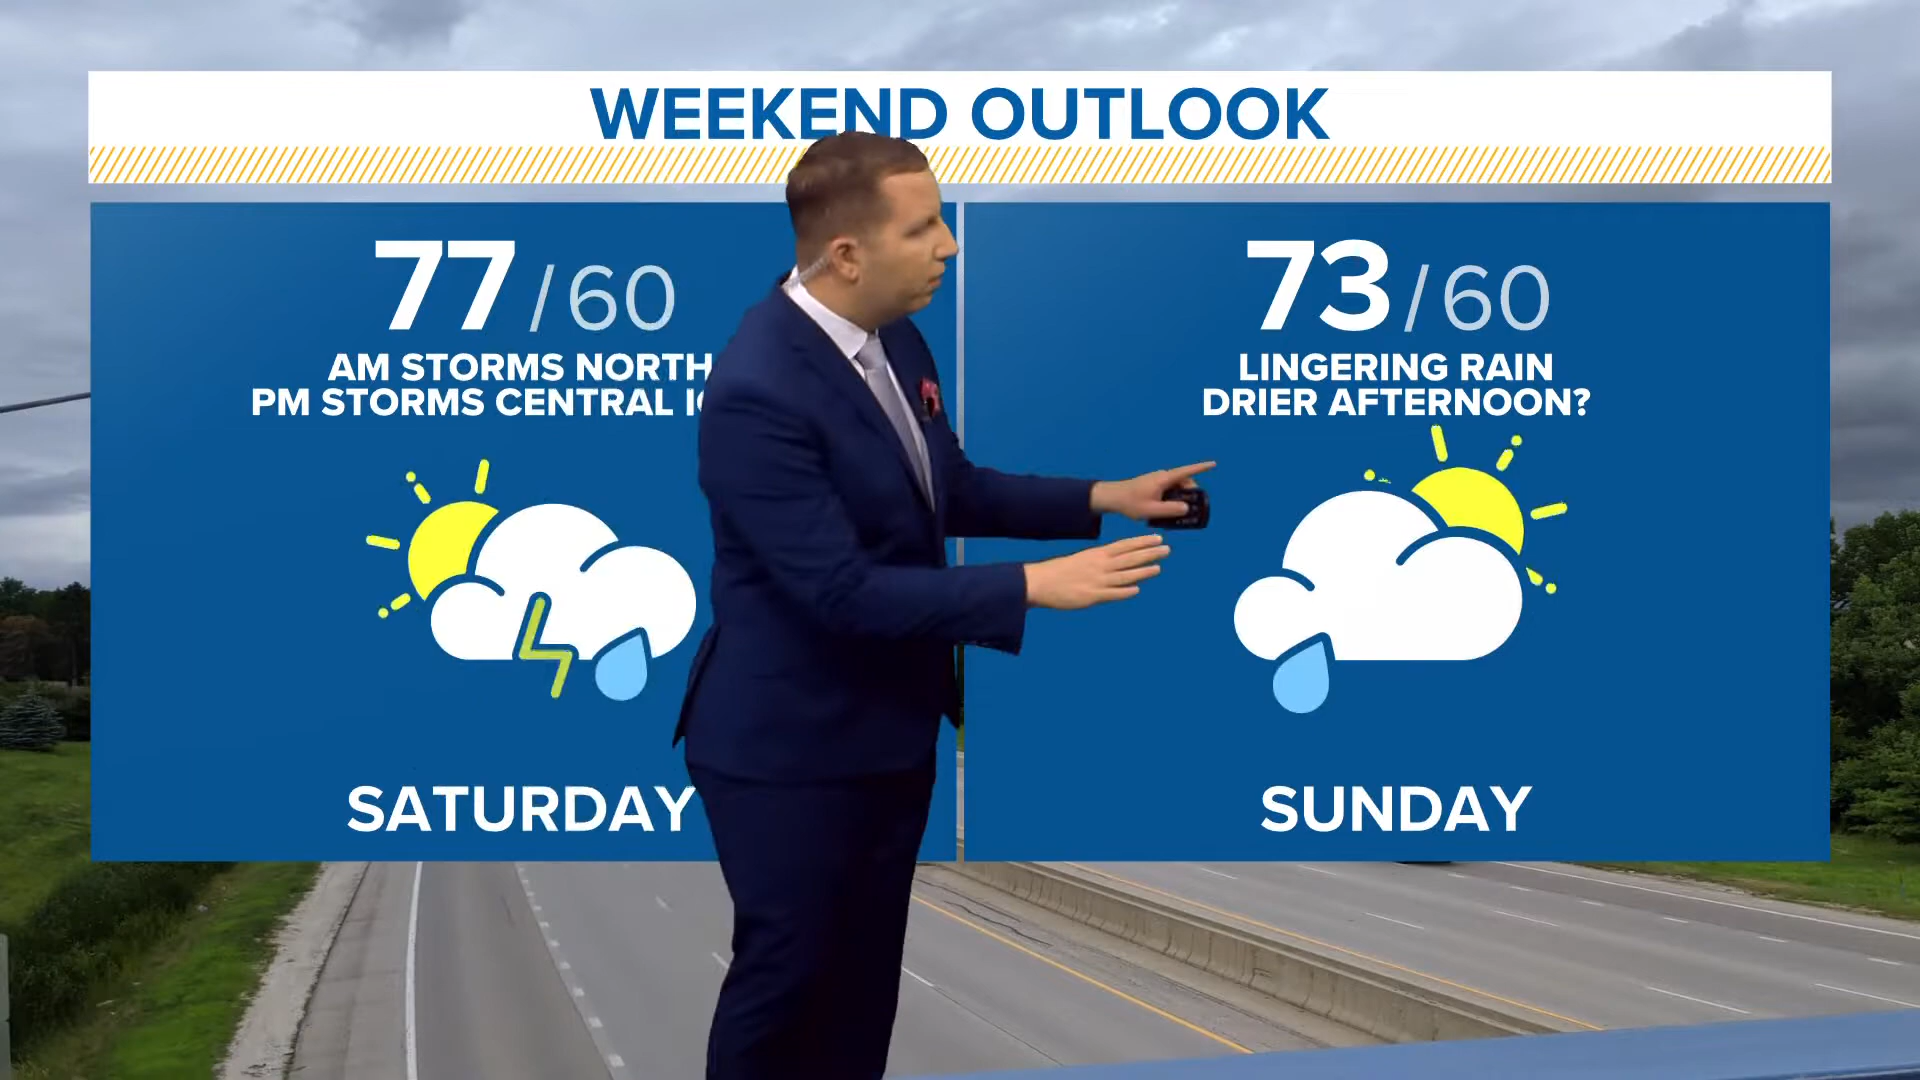 WEEKEND OUTLOOK
77/60
AM STORMS NORTH
PM STORMS CENTRAL
SATURDAY
73/60
LINGERING RAIN
DRIER AFTERNOON?
SUNDAY